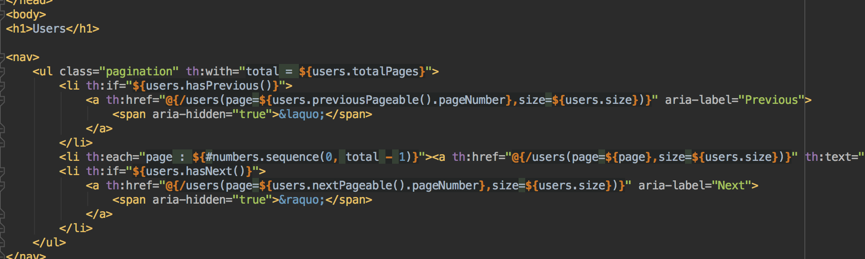 </head>
<body>
<h1>Users</h1>
<nav>
<ul class="pagination" th:with="total = ${users.totalPages}">
<li th:if="${users.hasPrevious()}">
<a th:href="@{/users(page=${users.previousPageable().pageNumber},size=${users.size})}" aria-label="Previous">
<span aria-hidden="true">&laquo;</span>
</a>
</li>
<li th:each="page : ${#numbers.sequence(0, total - 1)}"><a th:href="@{/users(page=${page},size=${users.size})}" th:text="
<li th:if="${users.hasNext()}">
<a th:href="@{/users(page=${users.nextPageable().pageNumber},size=${users.size})}" aria-label="Next">
<span aria-hidden="true">&raquo;</span>
</a>
</li>
</ul>
</nav>